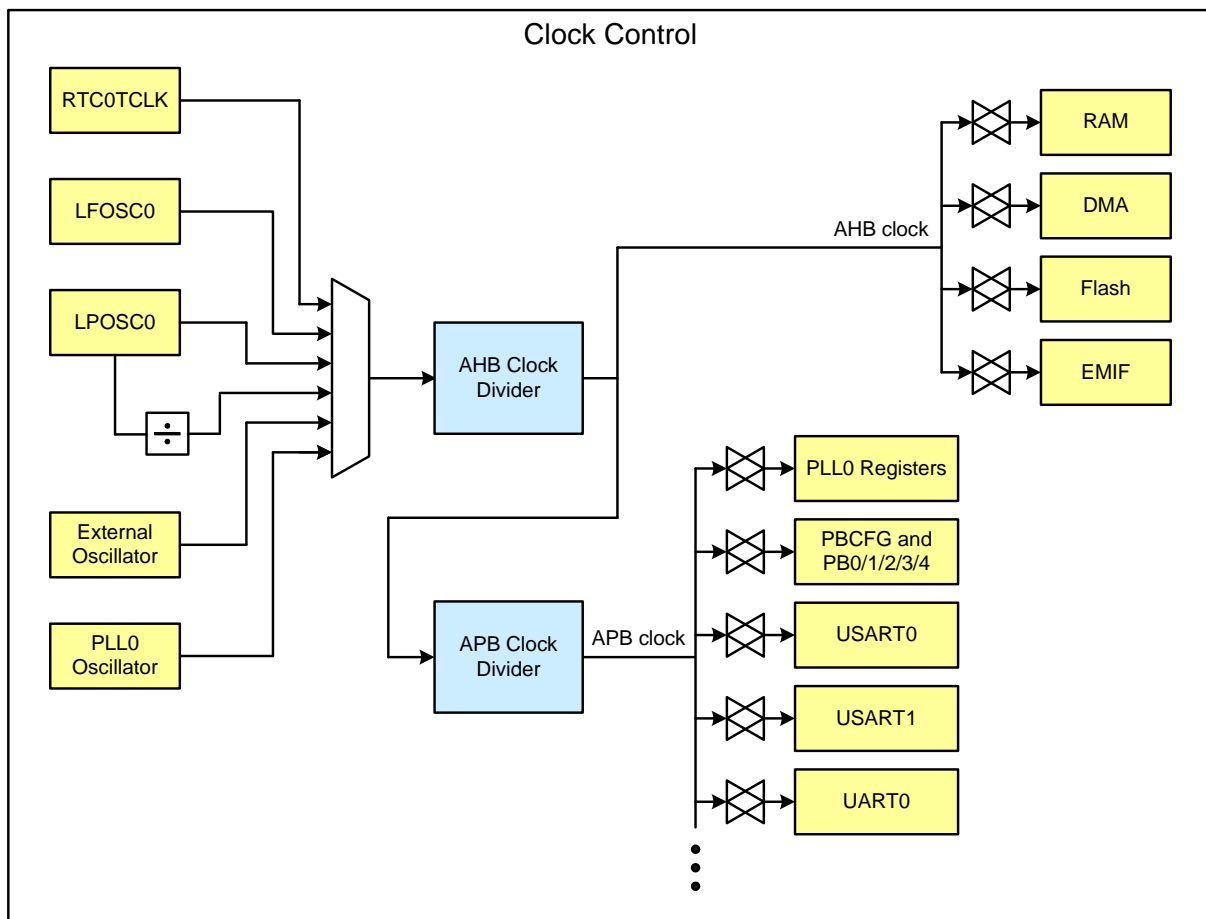 Clock Control
RTC0TCLK
LFOSC0
LPOSC0
÷
External
Oscillator
PLL0
Oscillator
AHB Clock
Divider
APB Clock
Divider
AHB clock
RAM
DMA
Flash
EMIF
APB clock
PLL0 Registers
PBCFG and
PB0/1/2/3/4
USART0
USART1
UART0